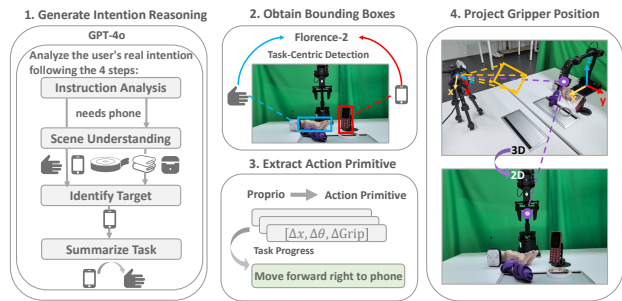 1. Generate Intention Reasoning
GPT-4o
Analyze the user's real intention
following the 4 steps:
Instruction Analysis
needs phone
Scene Understanding
Identify Target
Summarize Task
2. Obtain Bounding Boxes
Florence-2
Task-Centric Detection
3. Extract Action Primitive
Proprio
Action Primitive
[Δx, Δθ, ΔGrip]
Task Progress
Move forward right to phone
4. Project Gripper Position
x
y
x
y
3D
2D